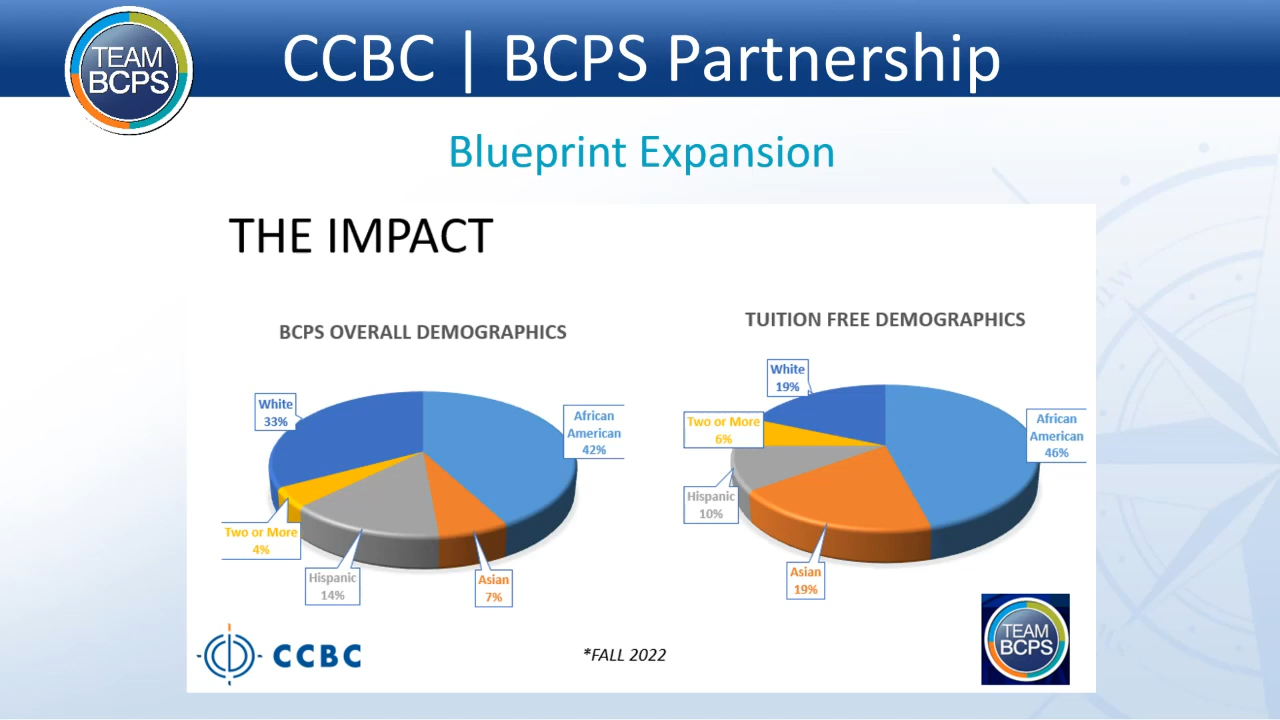 TEAM
BCPS
CCBC | BCPS Partnership
Blueprint Expansion
THE IMPACT
BCPS OVERALL DEMOGRAPHICS
White
33%
African
American
42%
Two or More
4%
Hispanic
14%
Asian
7%
TUITION FREE DEMOGRAPHICS
White
19%
Two or More
6%
African
American
46%
Hispanic
10%
Asian
19%
CCBC
*FALL 2022
TEAM
BCPS